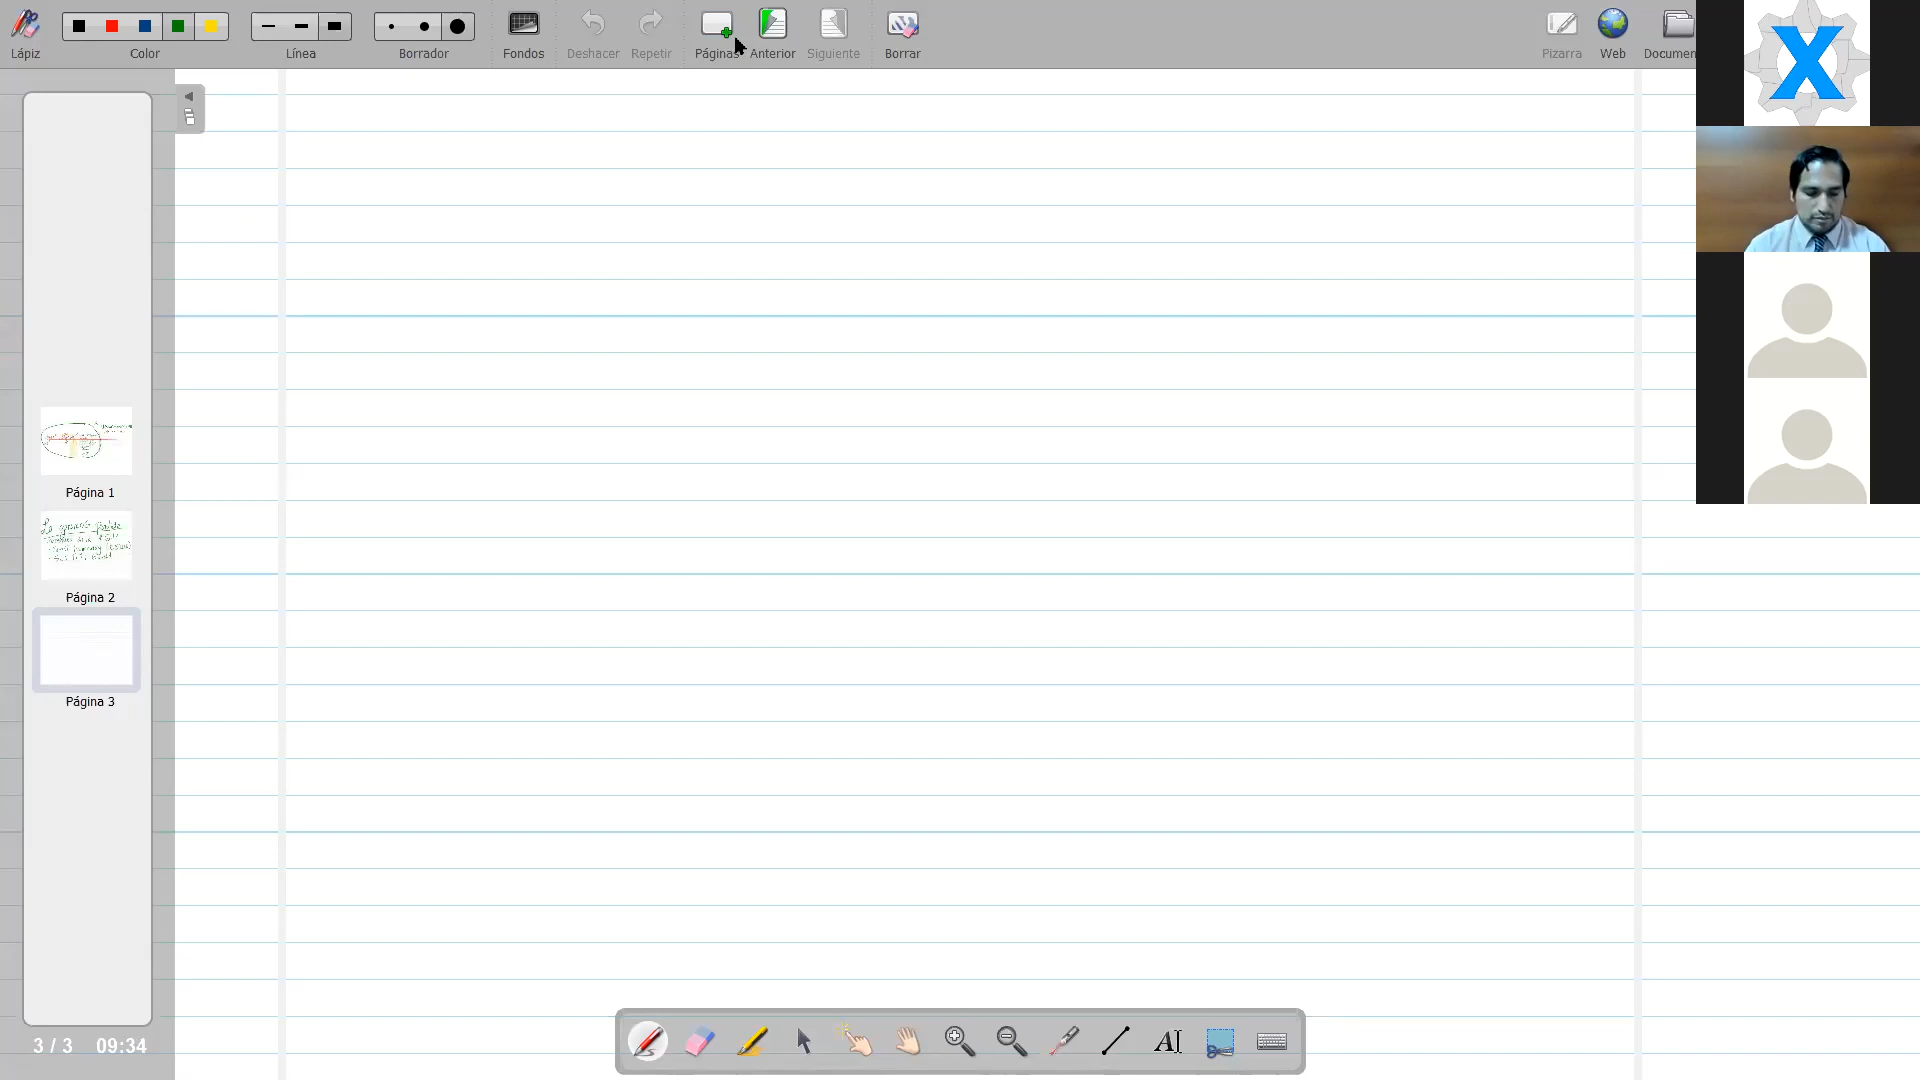 Lápiz
Color
Línea
Borrador
Fondos
Deshacer
Repetir
Páginas
Anterior
Siguiente
Borrar
Pizarra
Web
Documen
X
Página 1
Página 2
Página 3
3 / 3 09:34